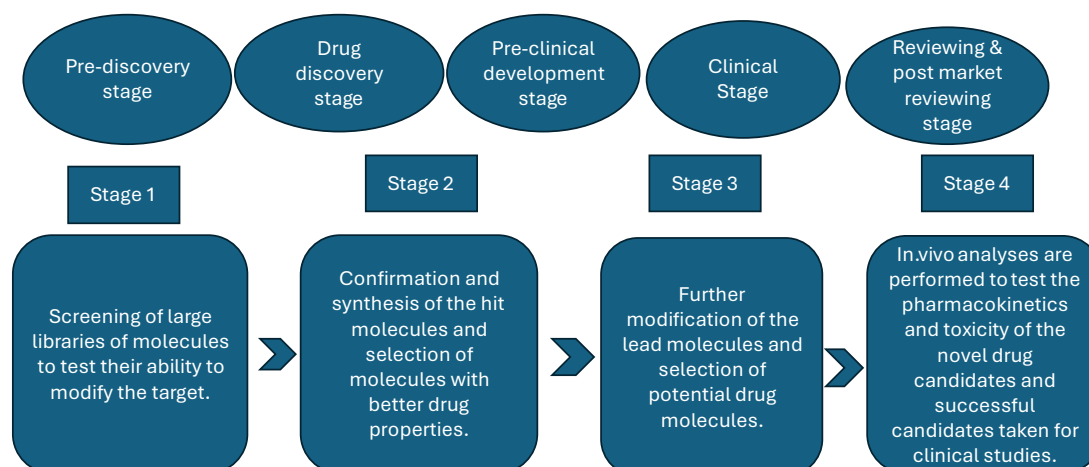 Pre-discovery
stage
Drug
discovery
stage
Pre-clinical
development
stage
Clinical
Stage
Reviewing &
post market
reviewing
stage
Stage 1
Stage 2
Stage 3
Stage 4
Screening of large
libraries of molecules
to test their ability to
modify the target.
Confirmation and
synthesis of the hit
molecules and
selection of
molecules with
better drug
properties.
Further
modification of the
lead molecules and
selection of
potential drug
molecules.
In.vivo analyses are
performed to test the
pharmacokinetics
and toxicity of the
novel drug
candidates and
successful
candidates taken for
clinical studies.